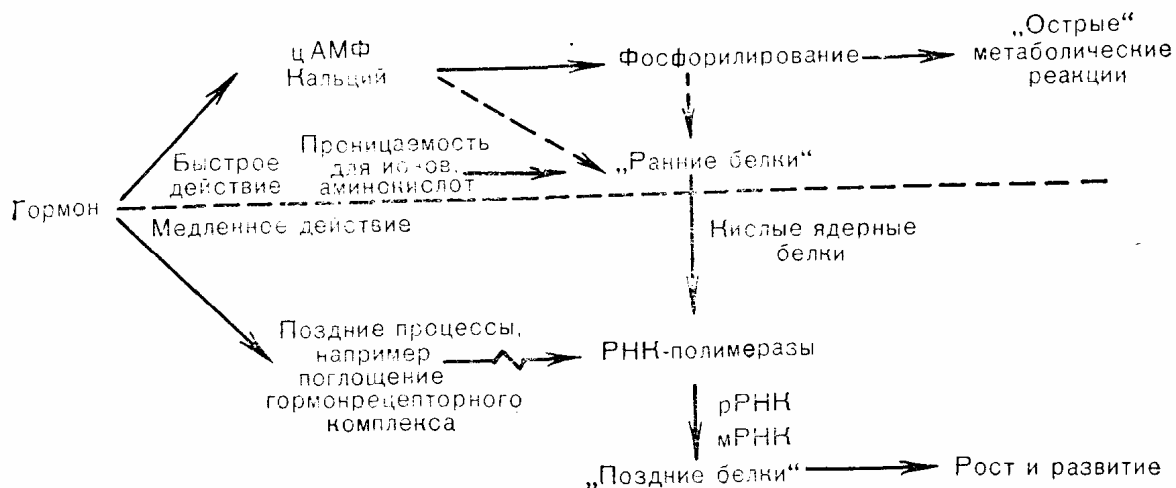 цАМФ
Кальций
Фосфорилирование
„Острые“
метаболические
реакции
Быстрое
действие
Проницаемость
для ионов,
аминокислот
„Ранние белки“
Гормон
Медленное действие
Кислые ядерные
белки
Поздние процессы,
например
поглощение
гормонрецепторного
комплекса
РНК-полимеразы
рРНК
мРНК
„Поздние белки“
Рост и развитие